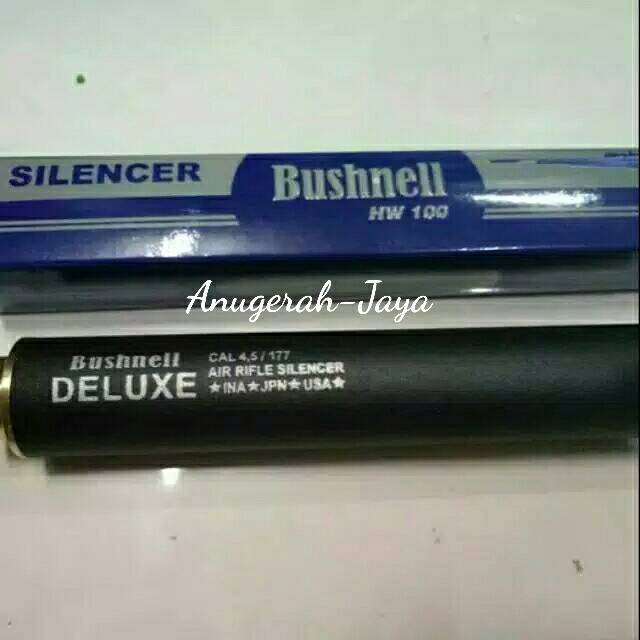 SILENCER
Bushnell
HW 100
Anugerah-Jaya
Bushnell
DELUXE
CAL 4,5 / 177
AIR RIFLE SILENCER
★INA★JPN★USA★